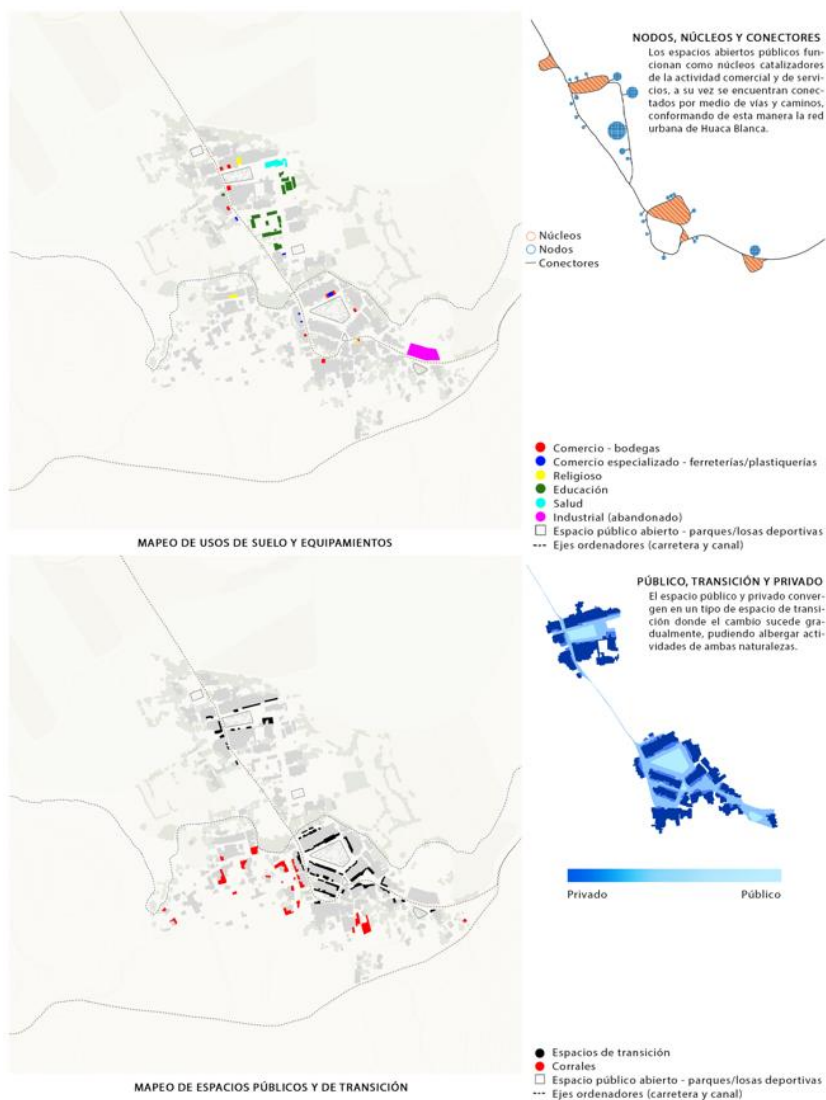 NODOS, NÚCLEOS Y CONECTORES
Los espacios abiertos públicos fun-
cionan como núcleos catalizadores
de la actividad comercial y de servi-
cios, a su vez se encuentran conec-
tados por medio de vías y caminos,
conformando de esta manera la red
urbana de Huaca Blanca.
Núcleos
Nodos
Conectores
Comercio - bodegas
Comercio especializado - ferreterías/plastiquerías
Religioso
Educación
Salud
Industrial (abandonado)
Espacio público abierto - parques/losas deportivas
Ejes ordenadores (carretera y canal)
MAPEO DE USOS DE SUELO Y EQUIPAMIENTOS
PÚBLICO, TRANSICIÓN Y PRIVADO
El espacio público y privado conver-
gen en un tipo de espacio de transi-
ción donde el cambio sucede gra-
dualmente, pudiendo albergar acti-
vidades de ambas naturalezas.
Privado
Público
Espacios de transición
Corrales
Espacio público abierto - parques/losas deportivas
Ejes ordenadores (carretera y canal)
MAPEO DE ESPACIOS PÚBLICOS Y DE TRANSICIÓN